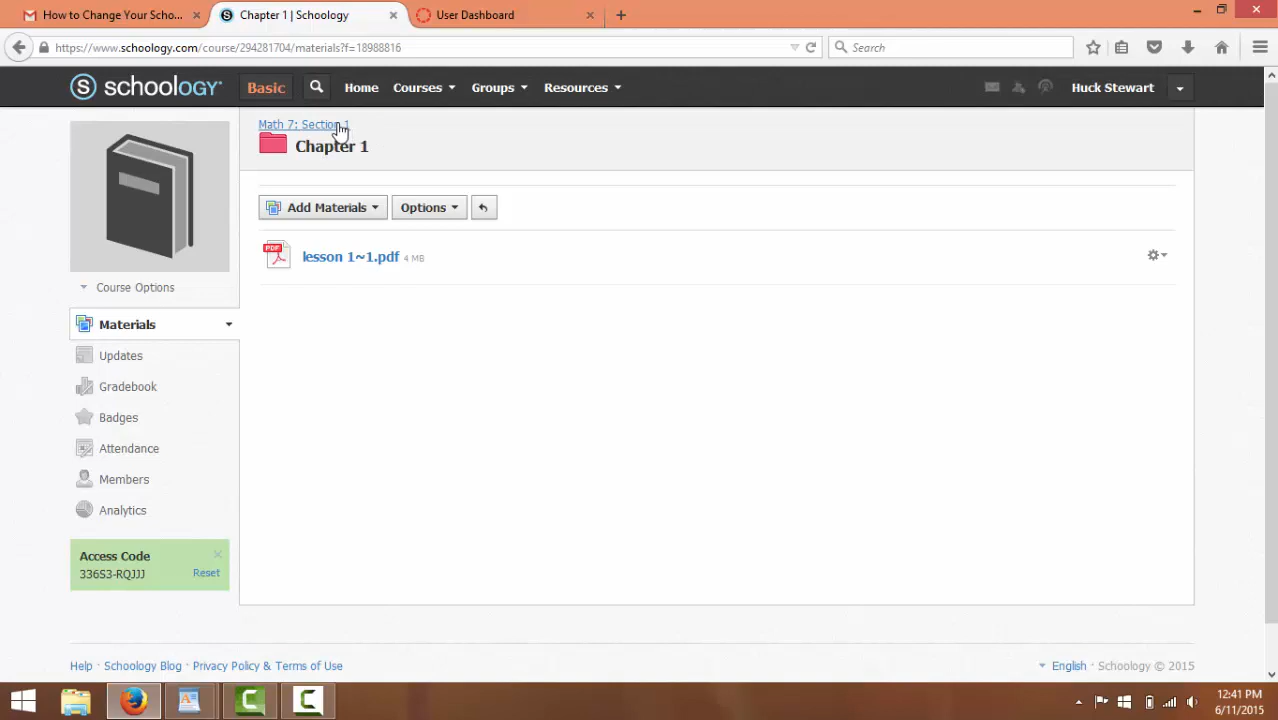 How to Change Your Scho...
Chapter 1 | Schoology
User Dashboard
https://www.schoology.com/course/294281704/materials?f=18988816
Search
S schoology
Basic
Home
Courses
Groups
Resources
Huck Stewart
Math 7: Section 1
Chapter 1
Add Materials
Options
PDF
lesson 1~1.pdf 4 MB
Course Options
Materials
Updates
Gradebook
Badges
Attendance
Members
Analytics
Access Code
336S3-RQJJJ Reset
Help · Schoology Blog · Privacy Policy & Terms of Use
English · Schoology © 2015
12:41 PM
6/11/2015